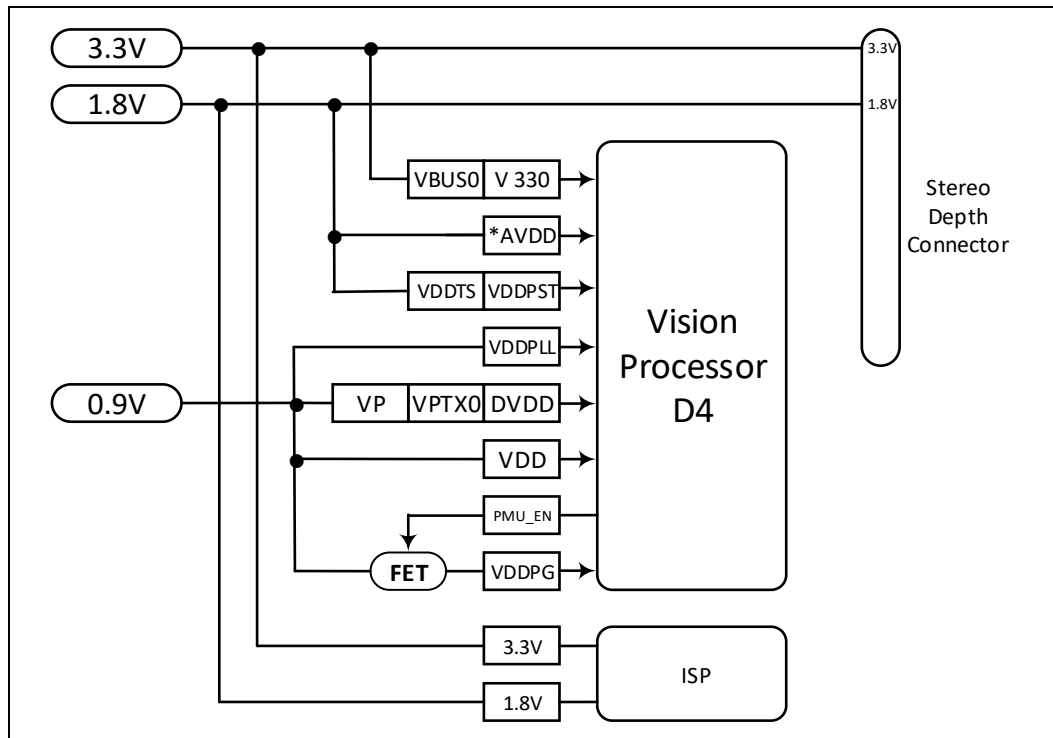 3.3V
3.3V
1.8V
1.8V
VBUS0 V 330
*AVDD
VDDTS VDDPST
VDDPLL
VP VPTX0 DVDD
VDD
PMU_EN
FET VDDPG
Vision
Processor
D4
Stereo
Depth
Connector
0.9V
3.3V
1.8V
ISP